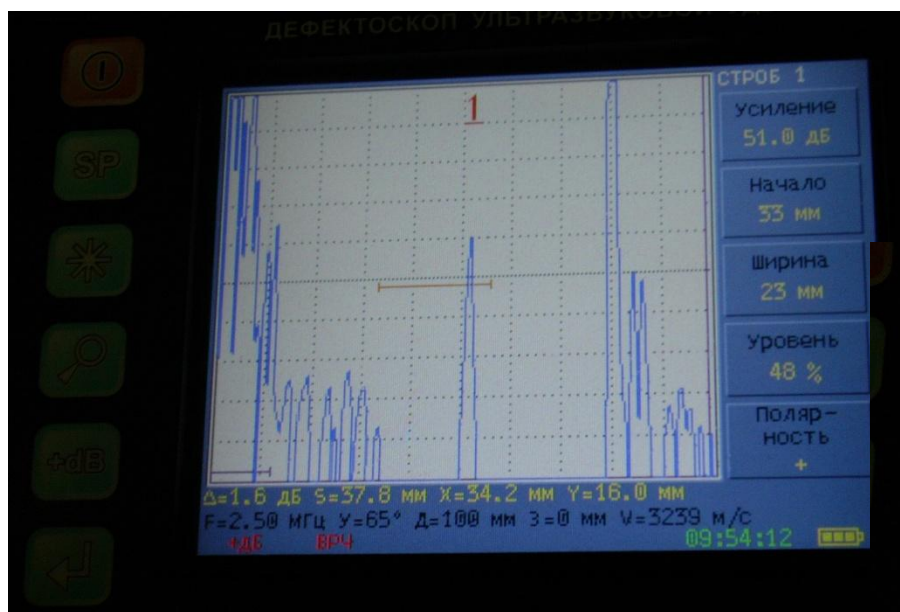 ДЕФЕКТОСКОП УЛЬТРАЗВУКОВОЙ
SP
+dB
1
СТРОБ 1
Усиление
51.0 дБ
Начало
33 мм
Ширина
23 мм
Уровень
48 %
Поляр-
ность
+
Δ=1.6 дБ S=37.8 мм X=34.2 мм Y=16.0 мм
F=2.50 МГц У=65° Д=100 мм З=0 мм V=3239 м/с
+ДБ ВРЧ 09:54:12